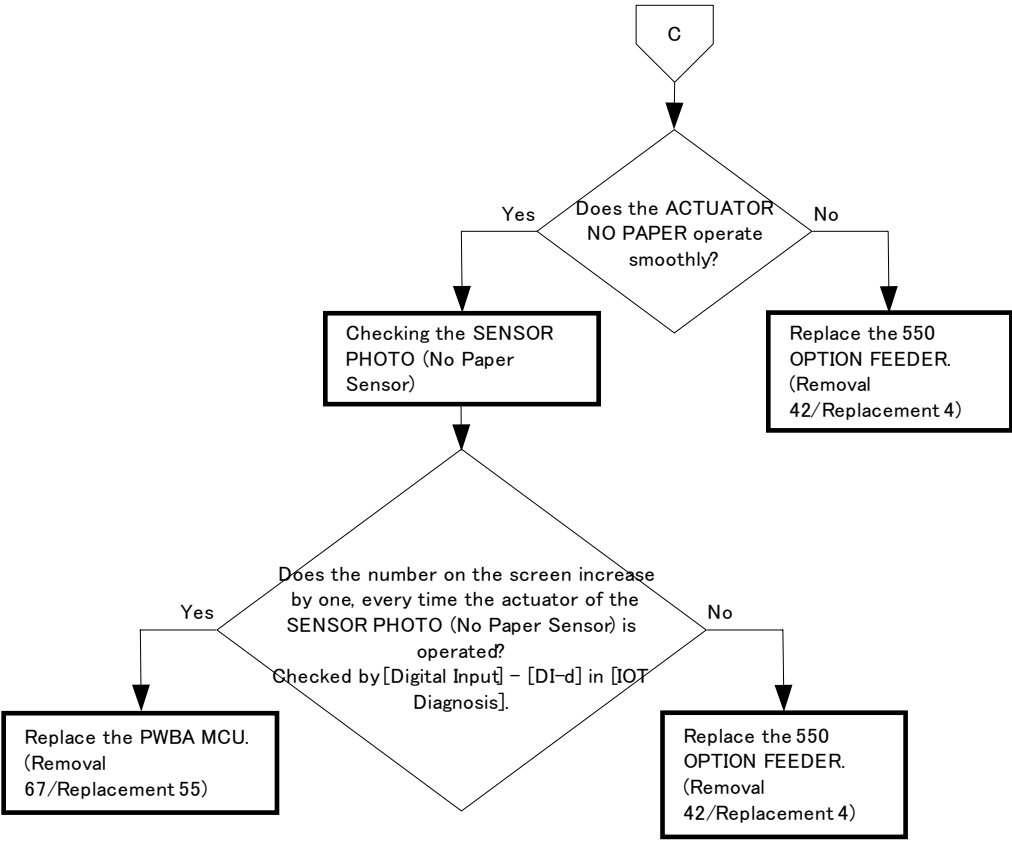 C
Does the ACTUATOR
NO PAPER operate
smoothly?
Yes
No
Checking the SENSOR
PHOTO (No Paper
Sensor)
Replace the 550
OPTION FEEDER.
(Removal
42/Replacement 4)
Does the number on the screen increase
by one, every time the actuator of the
SENSOR PHOTO (No Paper Sensor) is
operated?
Checked by [Digital Input] - [DI-d] in [IOT
Diagnosis].
Yes
No
Replace the PWBA MCU.
(Removal
67/Replacement 55)
Replace the 550
OPTION FEEDER.
(Removal
42/Replacement 4)